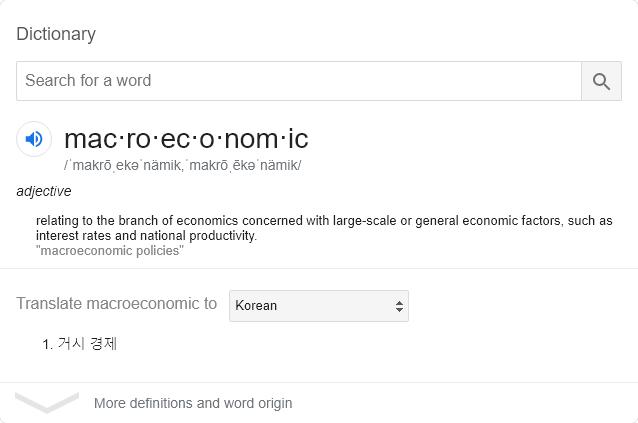 Dictionary
Search for a word
mac·ro·ec·o·nom·ic
/ˈmakrōˌekəˈnämik,ˈmakrōˌēkəˈnämik/
adjective
relating to the branch of economics concerned with large-scale or general economic factors, such as
interest rates and national productivity.
"macroeconomic policies"
Translate macroeconomic to Korean
1. 거시 경제
More definitions and word origin